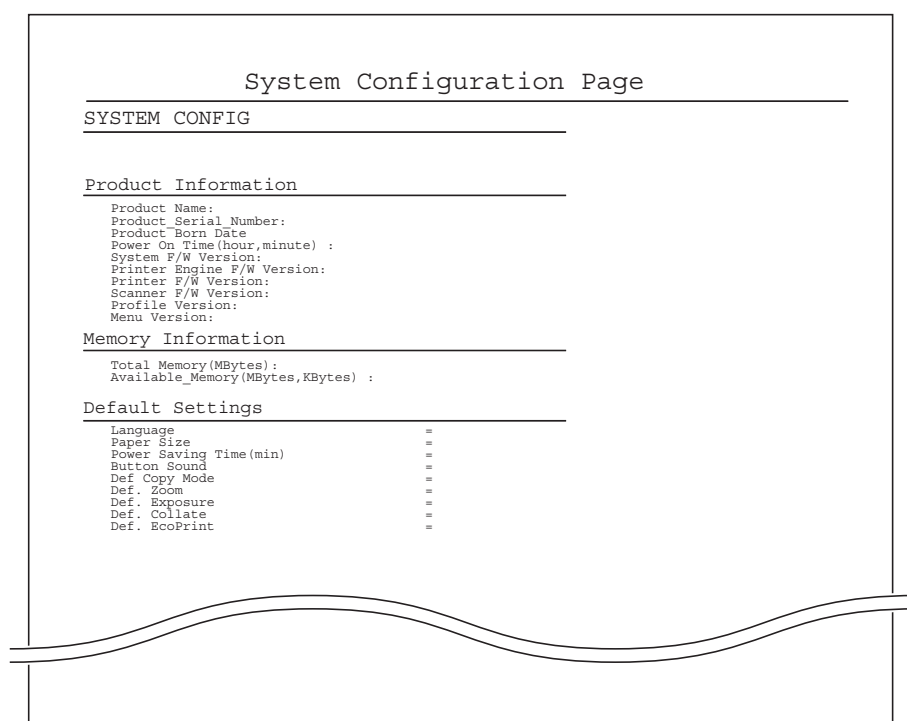 System Configuration Page
SYSTEM CONFIG
Product Information
Product Name:
Product_Serial_Number:
Product Born Date
Power On Time(hour,minute) :
System F/W Version:
Printer Engine F/W Version:
Printer F/W Version:
Scanner F/W Version:
Profile Version:
Menu Version:
Memory Information
Total Memory(MBytes):
Available_Memory(MBytes,KBytes) :
Default Settings
Language =
Paper Size =
Power Saving Time(min) =
Button Sound =
Def Copy Mode =
Def. Zoom =
Def. Exposure =
Def. Collate =
Def. EcoPrint =